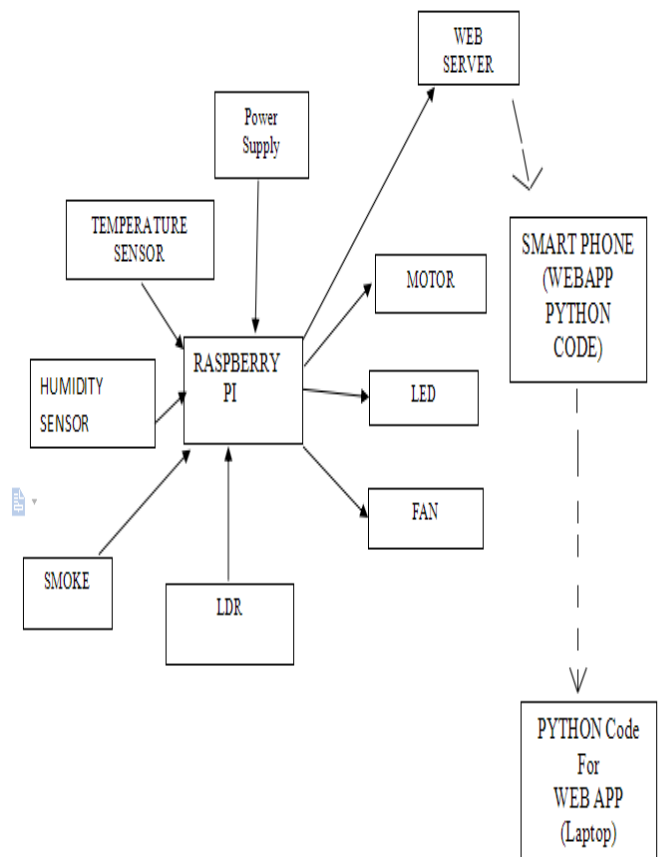 WEB
SERVER
Power
Supply
TEMPERATURE
SENSOR
SMART PHONE
(WEBAPP
PYTHON
CODE)
MOTOR
RASPBERRY
PI
HUMIDITY
SENSOR
LED
FAN
SMOKE
LDR
PYTHON Code
For
WEB APP
(Laptop)